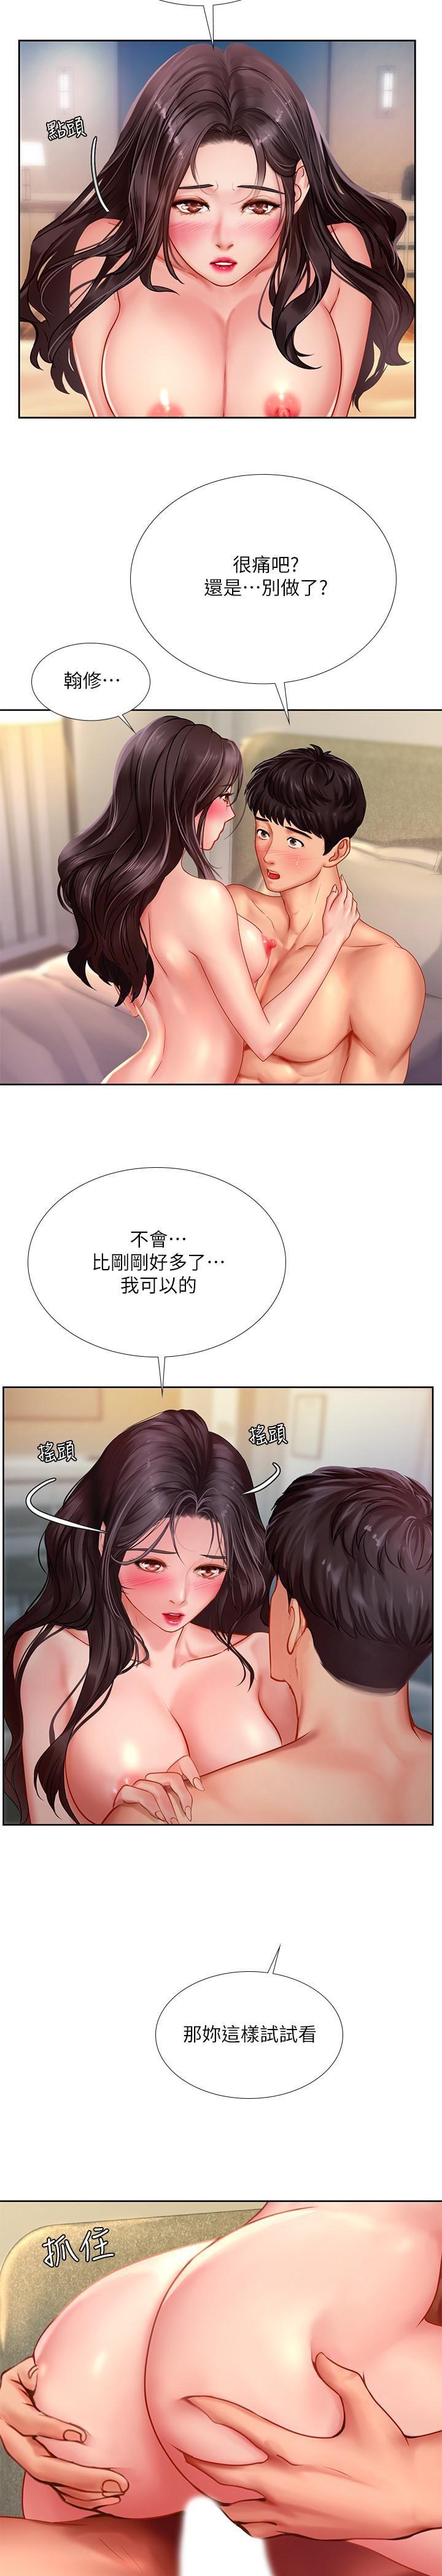 點頭
很痛吧?
還是…別做了?
翰修…
不會…
比剛剛好多了…
我可以的
搖頭
搖頭
那妳這樣試試看
抓住